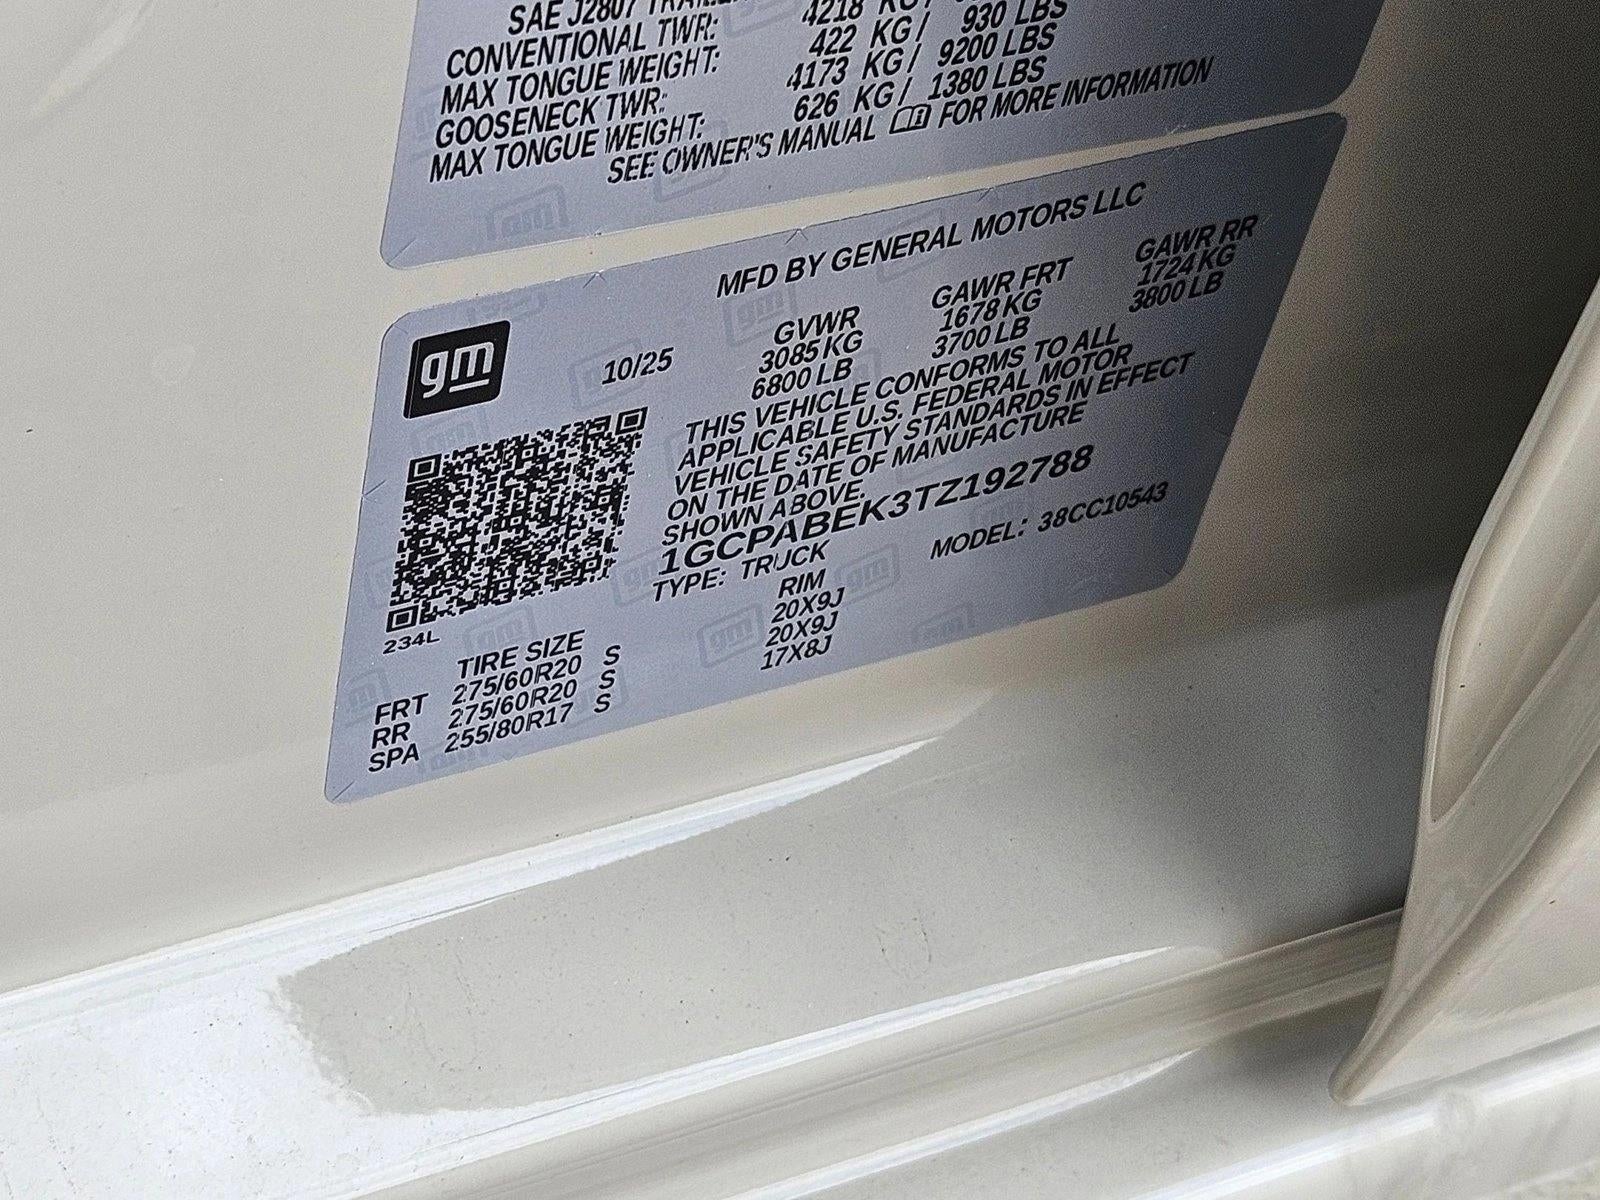 SAE J2807
CONVENTIONAL TWR: 4218 KG/
MAX TONGUE WEIGHT: 422 KG/ 930 LBS
GOOSENECK TWR: 4173 KG/ 9200 LBS
MAX TONGUE WEIGHT: 626 KG/ 1380 LBS
SEE OWNER'S MANUAL FOR MORE INFORMATION
MFD BY GENERAL MOTORS LLC
gm
10/25
GVWR GAWR FRT GAWR RR
3085 KG 1678 KG 1724 KG
6800 LB 3700 LB 3800 LB
THIS VEHICLE CONFORMS TO ALL
APPLICABLE U.S. FEDERAL MOTOR
VEHICLE SAFETY STANDARDS IN EFFECT
ON THE DATE OF MANUFACTURE
SHOWN ABOVE.
1GCPABEK3TZ192788
TYPE: TRUCK MODEL: 38CC10543
234L
TIRE SIZE RIM
FRT 275/60R20 S 20X9J
RR 275/60R20 S 20X9J
SPA 255/80R17 S 17X8J